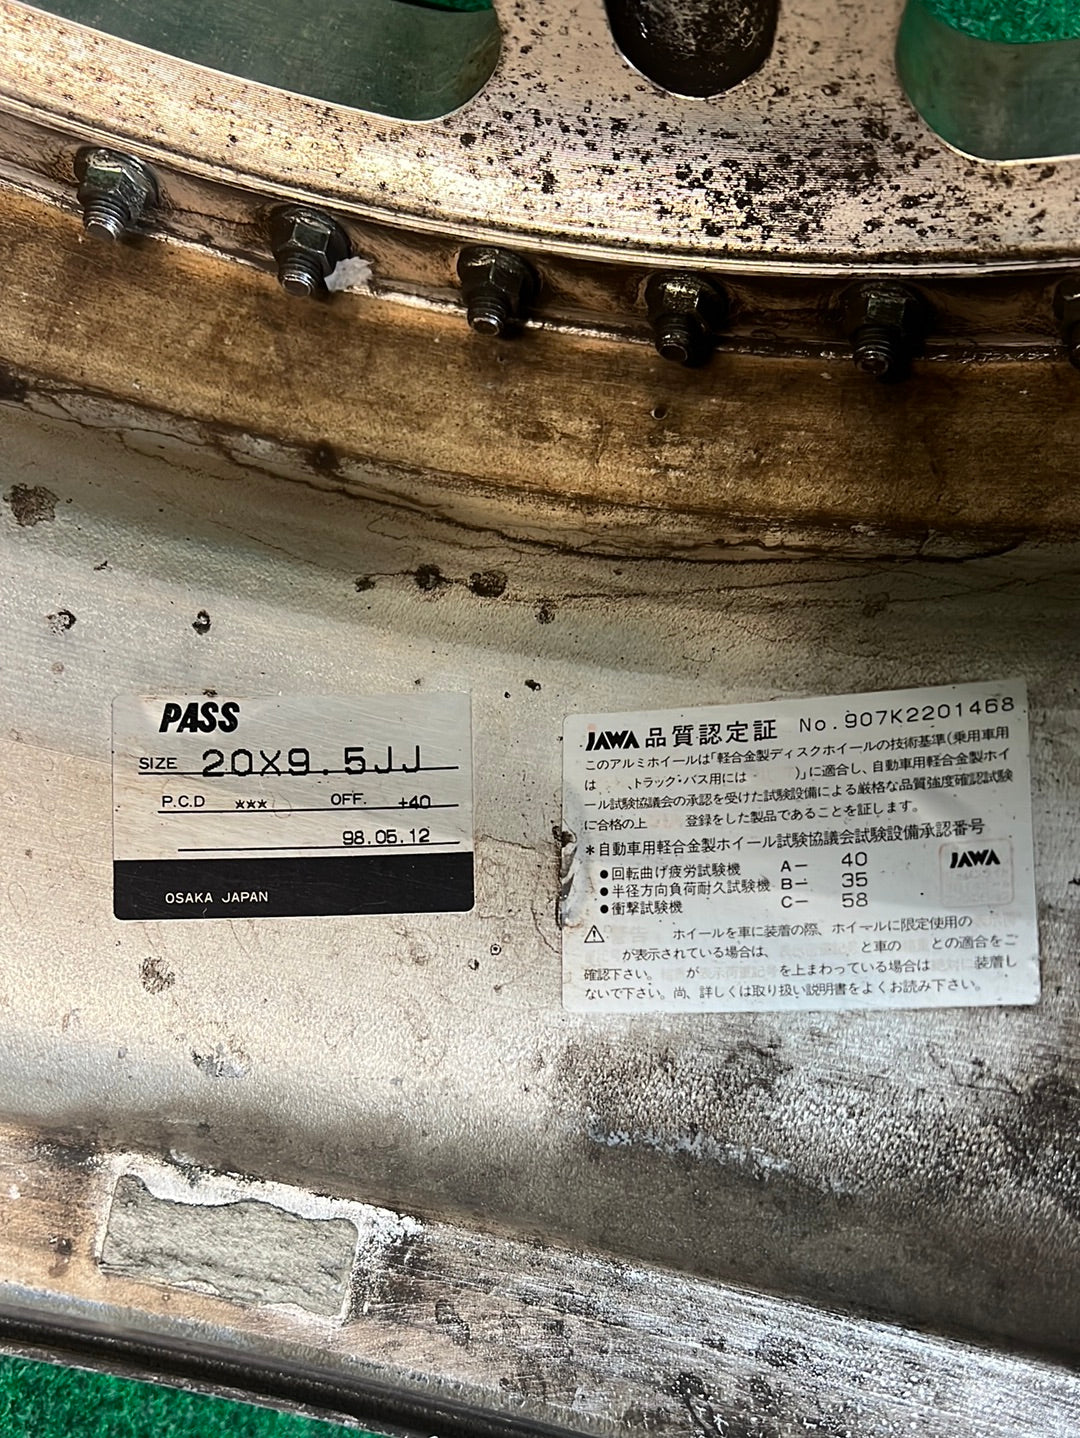 PASS
SIZE 20X9.5JJ
P.C.D *** OFF. +40
98.05.12
OSAKA JAPAN
JAWA 品質認定証 No.907K2201468
このアルミホイールは「軽合金製ディスクホイールの技術基準(乗用車用
は 、トラック・バス用には )」に適合し、自動車用軽合金製ホイ
ール試験協議会の承認を受けた試験設備による厳格な品質強度確認試験
に合格の上 登録をした製品であることを証します。
*自動車用軽合金製ホイール試験協議会試験設備承認番号
●回転曲げ疲労試験機 A- 40
●半径方向負荷耐久試験機 B- 35
●衝撃試験機 C- 58
JAWA
⚠警告 ホイールを車に装着の際、ホイールに限定使用の
が表示されている場合は、 と車の との適合をご
確認下さい。 が表示荷重記号を上まわっている場合は絶対に装着し
ないで下さい。尚、詳しくは取り扱い説明書をよくお読み下さい。